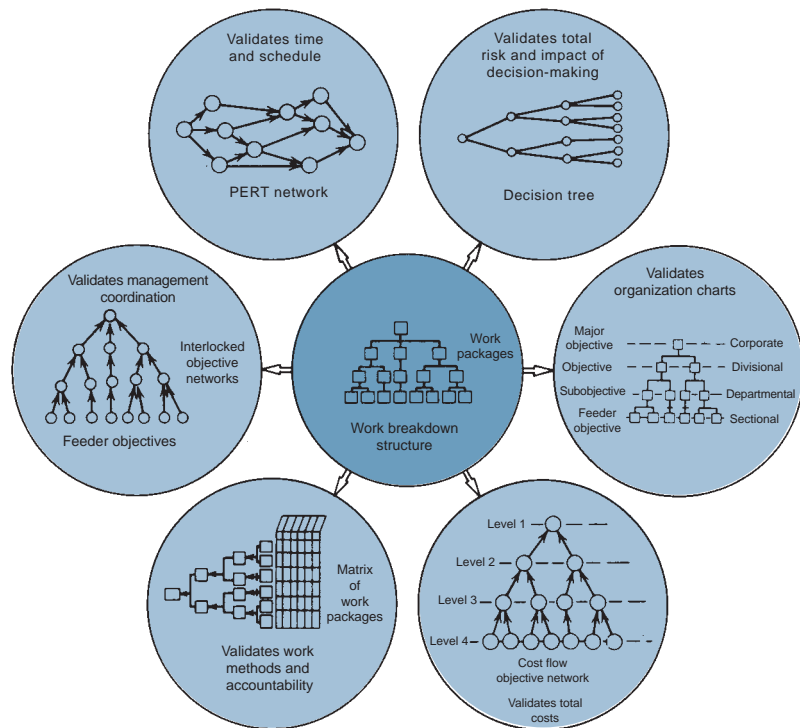 Validates time
and schedule
PERT network
Validates total
risk and impact of
decision-making
Decision tree
Validates management
coordination
Interlocked
objective
networks
Feeder objectives
Work
packages
Work breakdown
structure
Validates
organization charts
Major
objective
Corporate
Objective
Divisional
Subobjective
Departmental
Feeder
objective
Sectional
Matrix
of
work
packages
Validates work
methods and
accountability
Level 1
Level 2
Level 3
Level 4
Cost flow
objective network
Validates total
costs